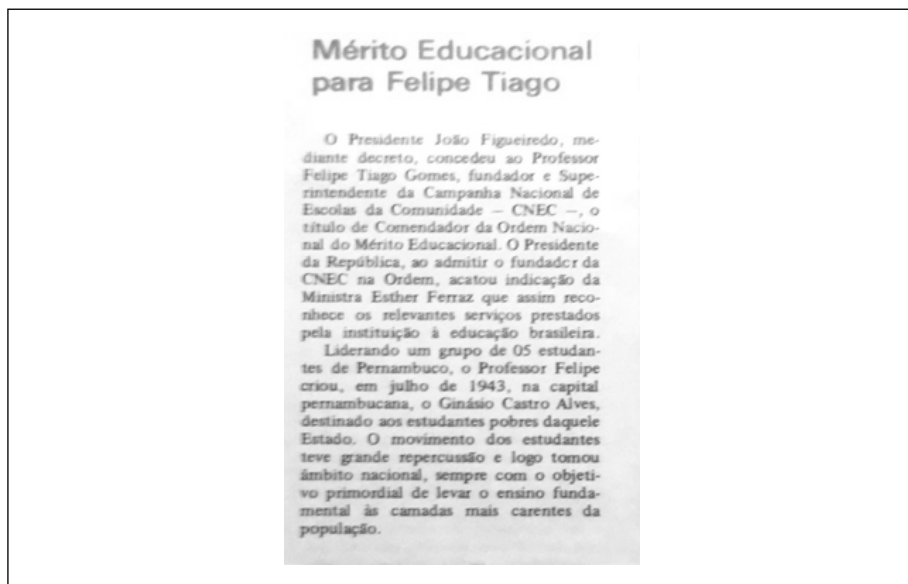 Mérito Educacional
para Felipe Tiago
O Presidente João Figueiredo, me-
diante decreto, concedeu ao Professor
Felipe Tiago Gomes, fundador e Supe-
rintendente da Campanha Nacional de
Escolas da Comunidade — CNEC —, o
título de Comendador da Ordem Nacio-
nal do Mérito Educacional. O Presidente
da República, ao admitir o fundador da
CNEC na Ordem, acatou indicação da
Ministra Esther Ferraz que assim reco-
nhece os relevantes serviços prestados
pela instituição à educação brasileira.
Liderando um grupo de 05 estudan-
tes de Pernambuco, o Professor Felipe
criou, em julho de 1943, na capital
pernambucana, o Ginásio Castro Alves,
destinado aos estudantes pobres daquele
Estado. O movimento dos estudantes
teve grande repercussão e logo tomou
âmbito nacional, sempre com o objeti-
vo primordial de levar o ensino funda-
mental às camadas mais carentes da
população.